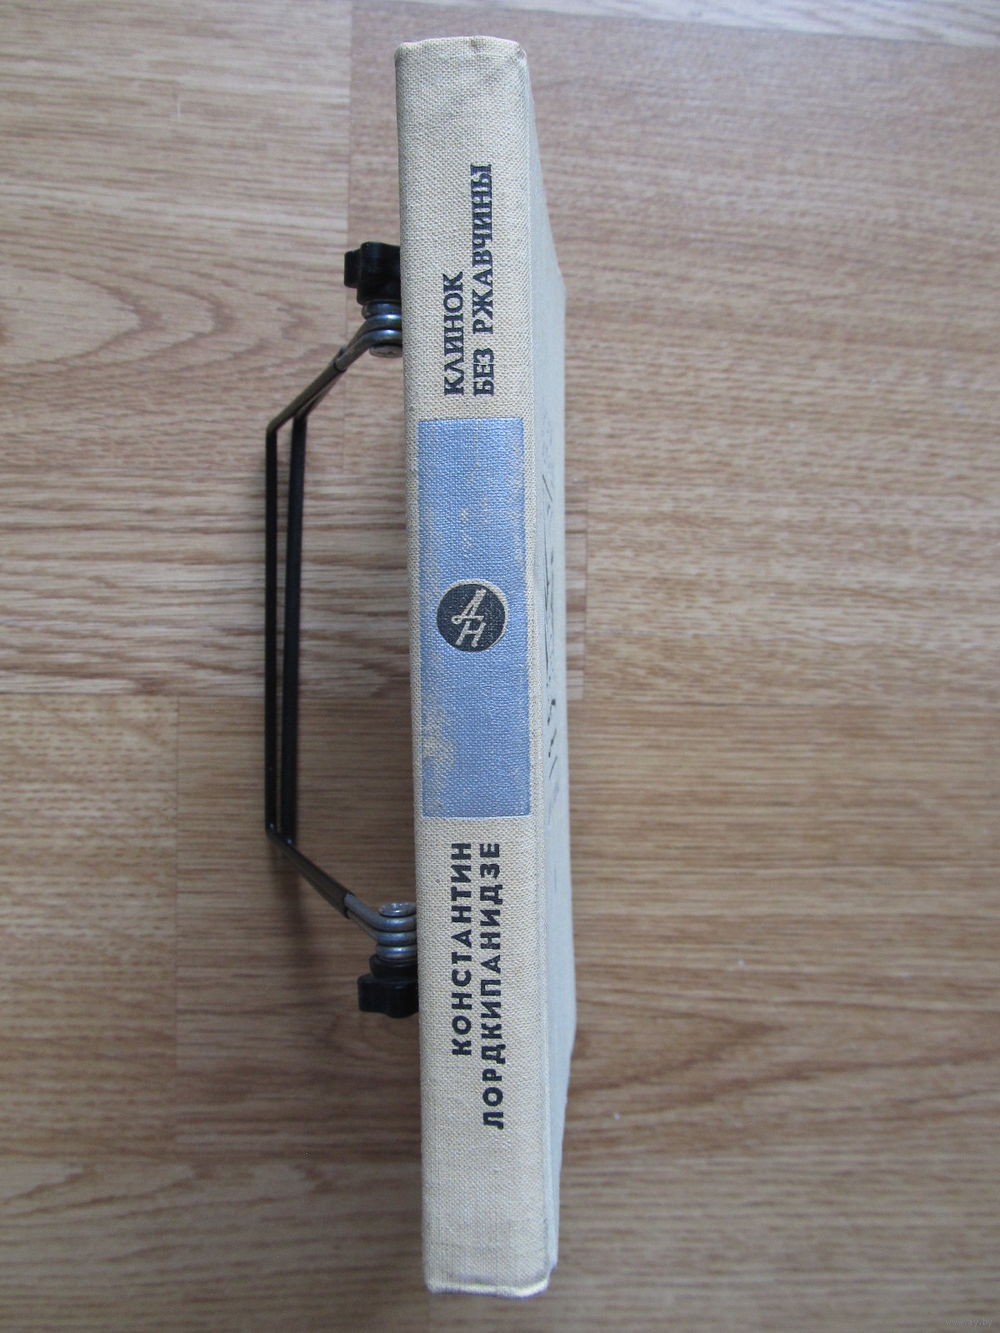 КОНСТАНТИН
ЛОРДКИПАНИДЗЕ
ДН
КЛИНОК
БЕЗ РЖАВЧИНЫ